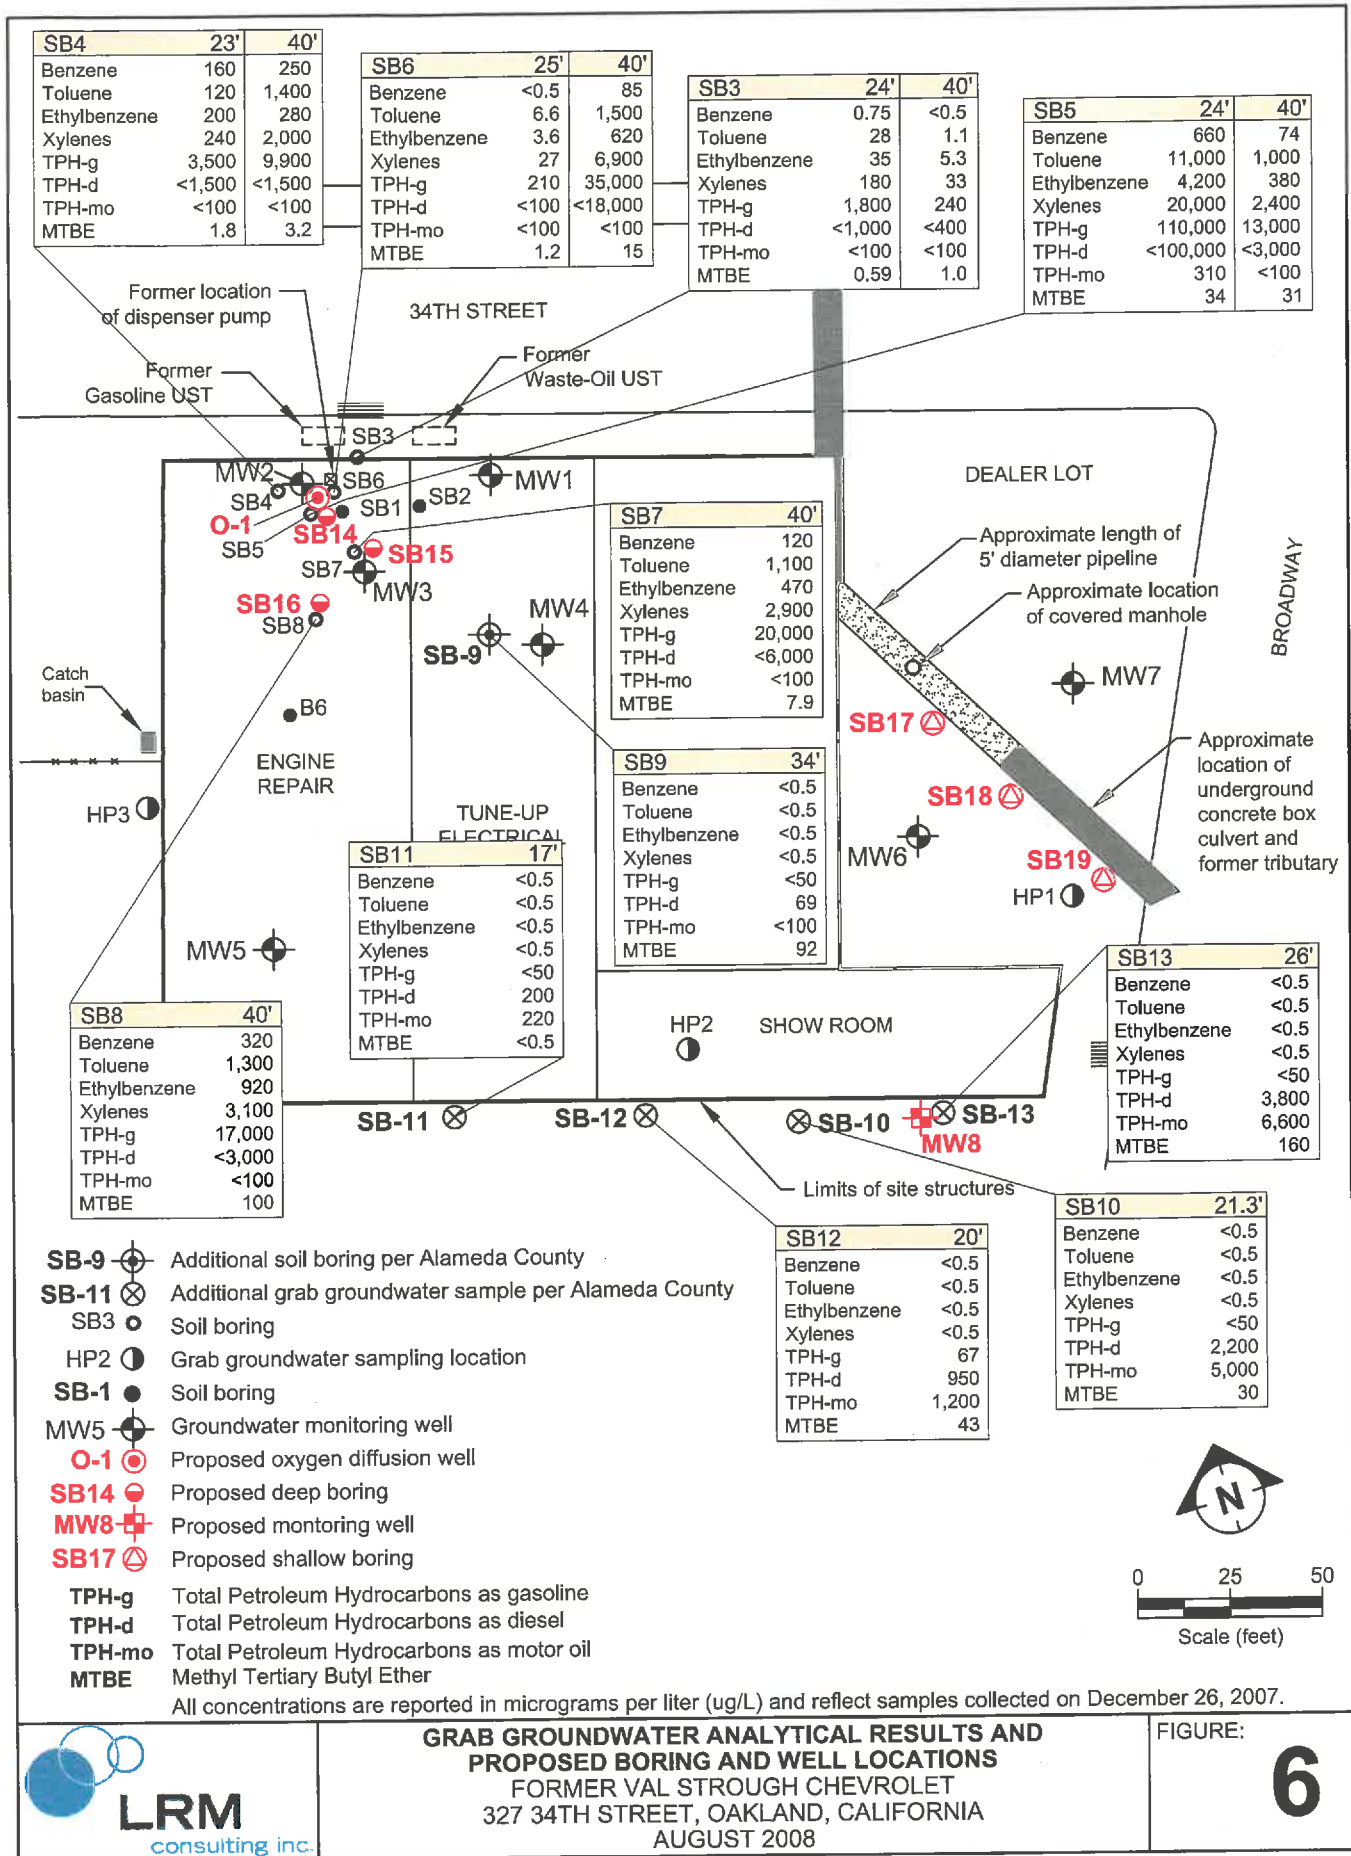 SB4 23' 40'
Benzene 160 250
Toluene 120 1,400
Ethylbenzene 200 280
Xylenes 240 2,000
TPH-g 3,500 9,900
TPH-d <1,500 <1,500
TPH-mo <100 <100
MTBE 1.8 3.2
SB6 25' 40'
Benzene <0.5 85
Toluene 6.6 1,500
Ethylbenzene 3.6 620
Xylenes 27 6,900
TPH-g 210 35,000
TPH-d <100 <18,000
TPH-mo <100 <100
MTBE 1.2 15
SB3 24' 40'
Benzene 0.75 <0.5
Toluene 28 1.1
Ethylbenzene 35 5.3
Xylenes 180 33
TPH-g 1,800 240
TPH-d <1,000 <400
TPH-mo <100 <100
MTBE 0.59 1.0
SB5 24' 40'
Benzene 660 74
Toluene 11,000 1,000
Ethylbenzene 4,200 380
Xylenes 20,000 2,400
TPH-g 110,000 13,000
TPH-d <100,000 <3,000
TPH-mo 310 <100
MTBE 34 31
Former location
of dispenser pump
34TH STREET
Former
Gasoline UST
Former
Waste-Oil UST
SB3
MW2
SB6
SB4
MW1
SB2
SB1
O-1
SB14
SB5
SB15
SB7
MW3
SB16
SB8
MW4
SB-9
DEALER LOT
BROADWAY
Approximate length of
5' diameter pipeline
Approximate location
of covered manhole
MW7
SB7 40'
Benzene 120
Toluene 1,100
Ethylbenzene 470
Xylenes 2,900
TPH-g 20,000
TPH-d <6,000
TPH-mo <100
MTBE 7.9
Catch
basin
B6
ENGINE
REPAIR
HP3
TUNE-UP
ELECTRICAL
SB17
SB18
Approximate
location of
underground
concrete box
culvert and
former tributary
MW6
SB19
HP1
SB9 34'
Benzene <0.5
Toluene <0.5
Ethylbenzene <0.5
Xylenes <0.5
TPH-g <50
TPH-d 69
TPH-mo <100
MTBE 92
SB11 17'
Benzene <0.5
Toluene <0.5
Ethylbenzene <0.5
Xylenes <0.5
TPH-g <50
TPH-d 200
TPH-mo 220
MTBE <0.5
MW5
SB13 26'
Benzene <0.5
Toluene <0.5
Ethylbenzene <0.5
Xylenes <0.5
TPH-g <50
TPH-d 3,800
TPH-mo 6,600
MTBE 160
SB8 40'
Benzene 320
Toluene 1,300
Ethylbenzene 920
Xylenes 3,100
TPH-g 17,000
TPH-d <3,000
TPH-mo <100
MTBE 100
HP2
SHOW ROOM
SB-11
SB-12
SB-10
SB-13
MW8
Limits of site structures
SB12 20'
Benzene <0.5
Toluene <0.5
Ethylbenzene <0.5
Xylenes <0.5
TPH-g 67
TPH-d 950
TPH-mo 1,200
MTBE 43
SB10 21.3'
Benzene <0.5
Toluene <0.5
Ethylbenzene <0.5
Xylenes <0.5
TPH-g <50
TPH-d 2,200
TPH-mo 5,000
MTBE 30
SB-9 Additional soil boring per Alameda County
SB-11 Additional grab groundwater sample per Alameda County
SB3 Soil boring
HP2 Grab groundwater sampling location
SB-1 Soil boring
MW5 Groundwater monitoring well
O-1 Proposed oxygen diffusion well
SB14 Proposed deep boring
MW8 Proposed montoring well
SB17 Proposed shallow boring
TPH-g Total Petroleum Hydrocarbons as gasoline
TPH-d Total Petroleum Hydrocarbons as diesel
TPH-mo Total Petroleum Hydrocarbons as motor oil
MTBE Methyl Tertiary Butyl Ether
All concentrations are reported in micrograms per liter (ug/L) and reflect samples collected on December 26, 2007.
N
0 25 50
Scale (feet)
LRM
consulting inc.
GRAB GROUNDWATER ANALYTICAL RESULTS AND
PROPOSED BORING AND WELL LOCATIONS
FORMER VAL STROUGH CHEVROLET
327 34TH STREET, OAKLAND, CALIFORNIA
AUGUST 2008
FIGURE:
6